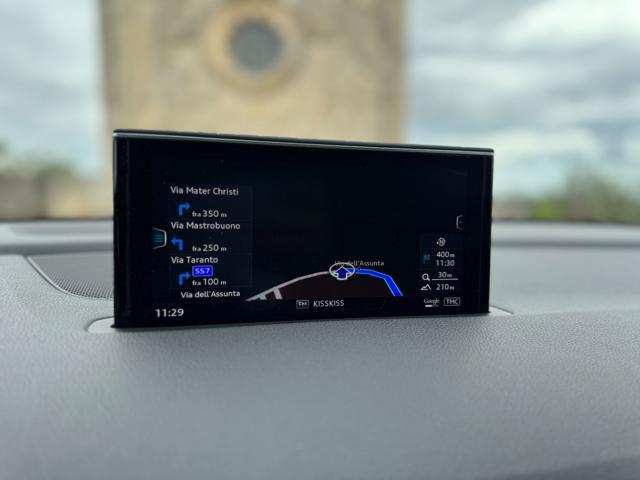 Via Mater Christi
fra 350 m
Via Mastrobuono
fra 250 m
Via Taranto
SS7
fra 100 m
Via dell'Assunta
Via dell'Assunta
N
400 m
11:30
30 m
210 m
Google
TMC
FM KISSKISS
11:29